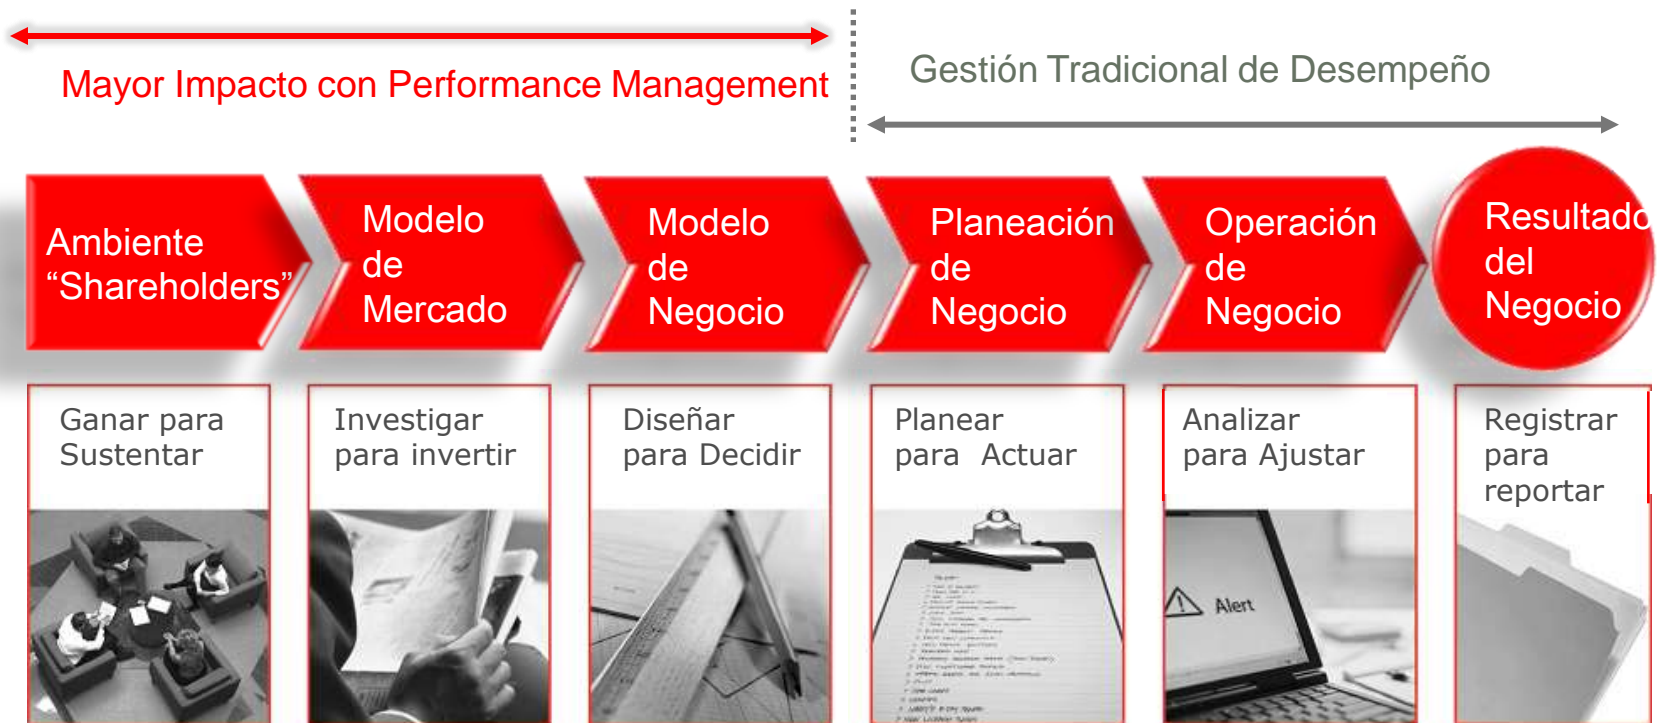 Mayor Impacto con Performance Management
Gestión Tradicional de Desempeño
Ambiente
“Shareholders”
Modelo
de
Mercado
Modelo
de
Negocio
Planeación
de
Negocio
Operación
de
Negocio
Resultado
del
Negocio
Ganar para
Sustentar
Investigar
para invertir
Diseñar
para Decidir
Planear
para Actuar
Analizar
para Ajustar
Registrar
para
reportar
Alert